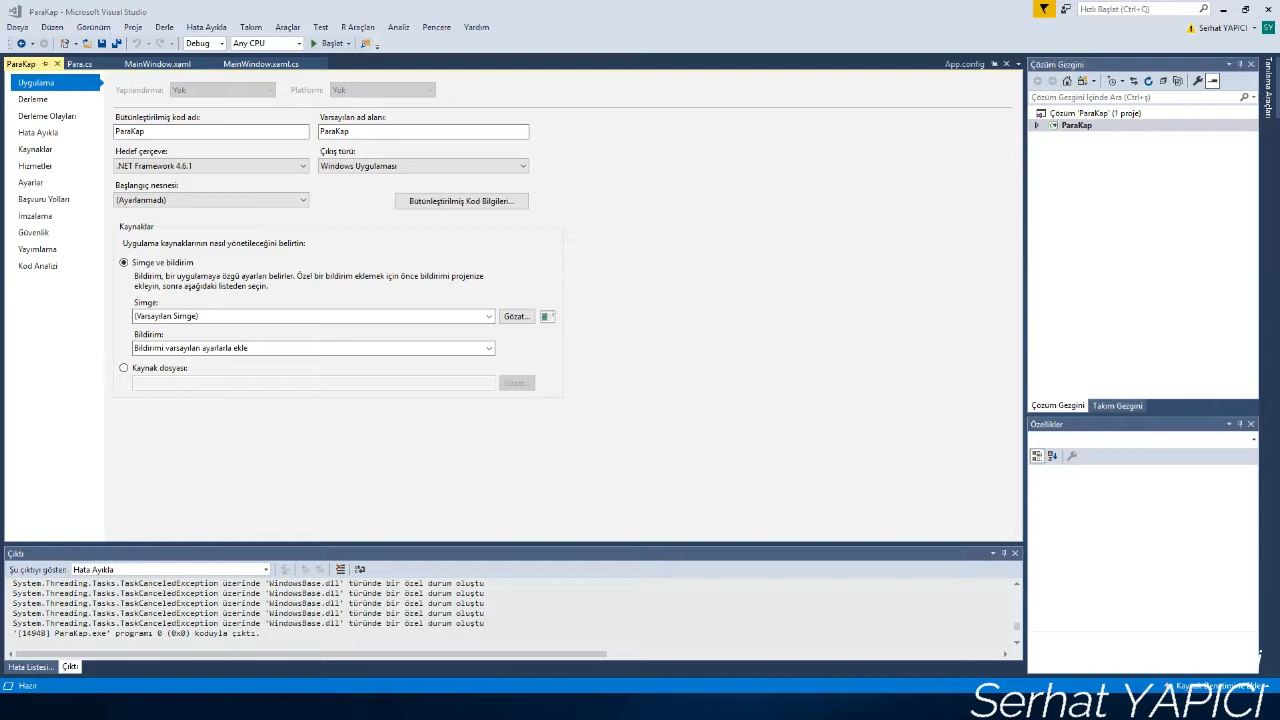 ParaKap - Microsoft Visual Studio
Hızlı Başlat (Ctrl+Q)
Dosya Düzen Görünüm Proje Derle Hata Ayıkla Takım Araçlar Test R Araçları Analiz Pencere Yardım
Serhat YAPICI SY
Debug Any CPU Başlat
ParaKap Para.cs MainWindow.xaml MainWindow.xaml.cs App.config
Uygulama
Derleme
Derleme Olayları
Hata Ayıkla
Kaynaklar
Hizmetler
Ayarlar
Başvuru Yolları
İmzalama
Güvenlik
Yayımlama
Kod Analizi
Yapılandırma: Yok Platform: Yok
Bütünleştirilmiş kod adı: Varsayılan ad alanı:
ParaKap ParaKap
Hedef çerçeve: Çıkış türü:
.NET Framework 4.6.1 Windows Uygulaması
Başlangıç nesnesi:
(Ayarlanmadı) Bütünleştirilmiş Kod Bilgileri...
Kaynaklar
Uygulama kaynaklarının nasıl yönetileceğini belirtin:
Simge ve bildirim
Bildirim, bir uygulamaya özgü ayarları belirler. Özel bir bildirim eklemek için önce bildirimi projenize
ekleyin, sonra aşağıdaki listeden seçin.
Simge:
(Varsayılan Simge) Gözat...
Bildirim:
Bildirimi varsayılan ayarlarla ekle
Kaynak dosyası:
Gözat...
Çözüm Gezgini
Çözüm Gezgini İçinde Ara (Ctrl+ş)
Çözüm 'ParaKap' (1 proje)
ParaKap
Çözüm Gezgini Takım Gezgini
Özellikler
Tanılama Araçları
Çıktı
Şu çıktıyı göster: Hata Ayıkla
System.Threading.Tasks.TaskCanceledException üzerinde 'WindowsBase.dll' türünde bir özel durum oluştu
System.Threading.Tasks.TaskCanceledException üzerinde 'WindowsBase.dll' türünde bir özel durum oluştu
System.Threading.Tasks.TaskCanceledException üzerinde 'WindowsBase.dll' türünde bir özel durum oluştu
System.Threading.Tasks.TaskCanceledException üzerinde 'WindowsBase.dll' türünde bir özel durum oluştu
System.Threading.Tasks.TaskCanceledException üzerinde 'WindowsBase.dll' türünde bir özel durum oluştu
'[14948] ParaKap.exe' programı 0 (0x0) koduyla çıktı.
Hata Listesi... Çıktı
Hazır
Kaynak Denetimine Ekle
Serhat YAPICI